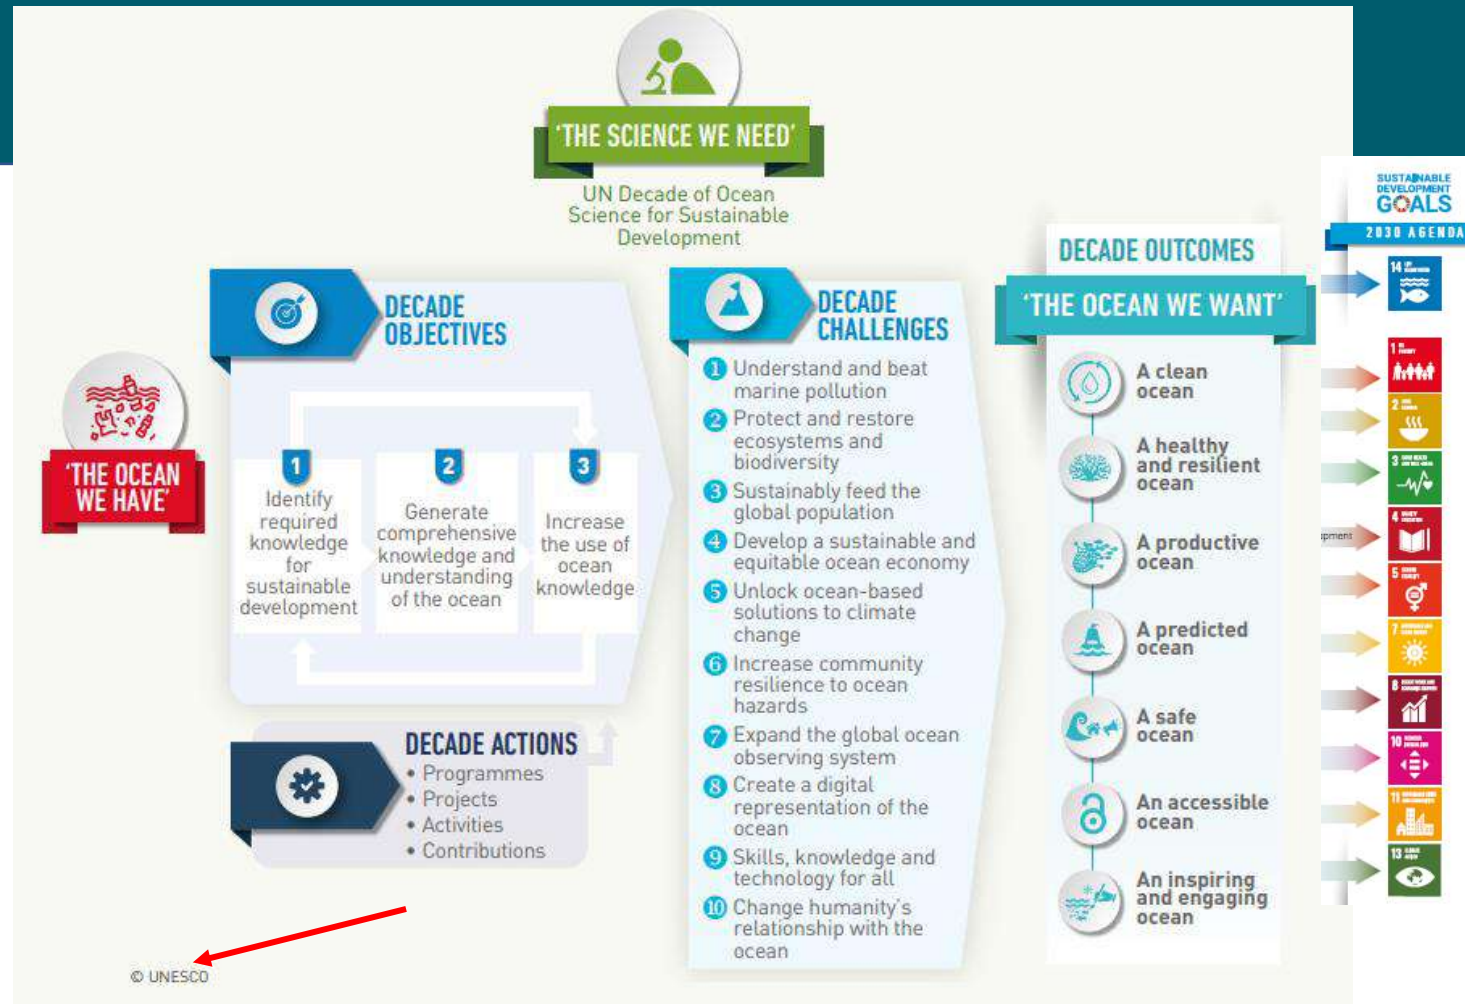 'THE SCIENCE WE NEED'
UN Decade of Ocean
Science for Sustainable
Development
'THE OCEAN
WE HAVE'
DECADE
OBJECTIVES
1
Identify
required
knowledge
for
sustainable
development
2
Generate
comprehensive
knowledge and
understanding
of the ocean
3
Increase
the use of
ocean
knowledge
DECADE ACTIONS
• Programmes
• Projects
• Activities
• Contributions
DECADE
CHALLENGES
1 Understand and beat
marine pollution
2 Protect and restore
ecosystems and
biodiversity
3 Sustainably feed the
global population
4 Develop a sustainable and
equitable ocean economy
5 Unlock ocean-based
solutions to climate
change
6 Increase community
resilience to ocean
hazards
7 Expand the global ocean
observing system
8 Create a digital
representation of the
ocean
9 Skills, knowledge and
technology for all
10 Change humanity's
relationship with the
ocean
DECADE OUTCOMES
'THE OCEAN WE WANT'
A clean
ocean
A healthy
and resilient
ocean
A productive
ocean
A predicted
ocean
A safe
ocean
An accessible
ocean
An inspiring
and engaging
ocean
SUSTAINABLE
DEVELOPMENT
GOALS
2030 AGENDA
14
1
2
3
4
5
7
8
10
11
13
© UNESCO